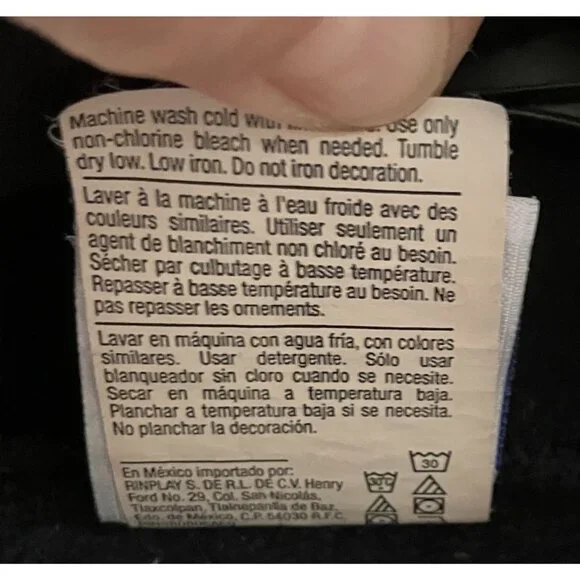 Machine wash cold with use only
non-chlorine bleach when needed. Tumble
dry low. Low iron. Do not iron decoration.
Laver à la machine à l'eau froide avec des
couleurs similaires. Utiliser seulement un
agent de blanchiment non chloré au besoin.
Sécher par culbutage à basse température.
Repasser à basse température au besoin. Ne
pas repasser les ornements.
Lavar en máquina con agua fría, con colores
similares. Usar detergente. Sólo usar
blanqueador sin cloro cuando se necesite.
Secar en máquina a temperatura baja.
Planchar a temperatura baja si se necesita.
No planchar la decoración.
En México importado por:
RINPLAY S. DE R.L. DE C.V. Henry
Ford No. 29, Col. San Nicolás,
Tlaxcolpan, Tlalnepantla de Baz,
Edo. de México, C.P. 54030 R.F.C.
30
30°C